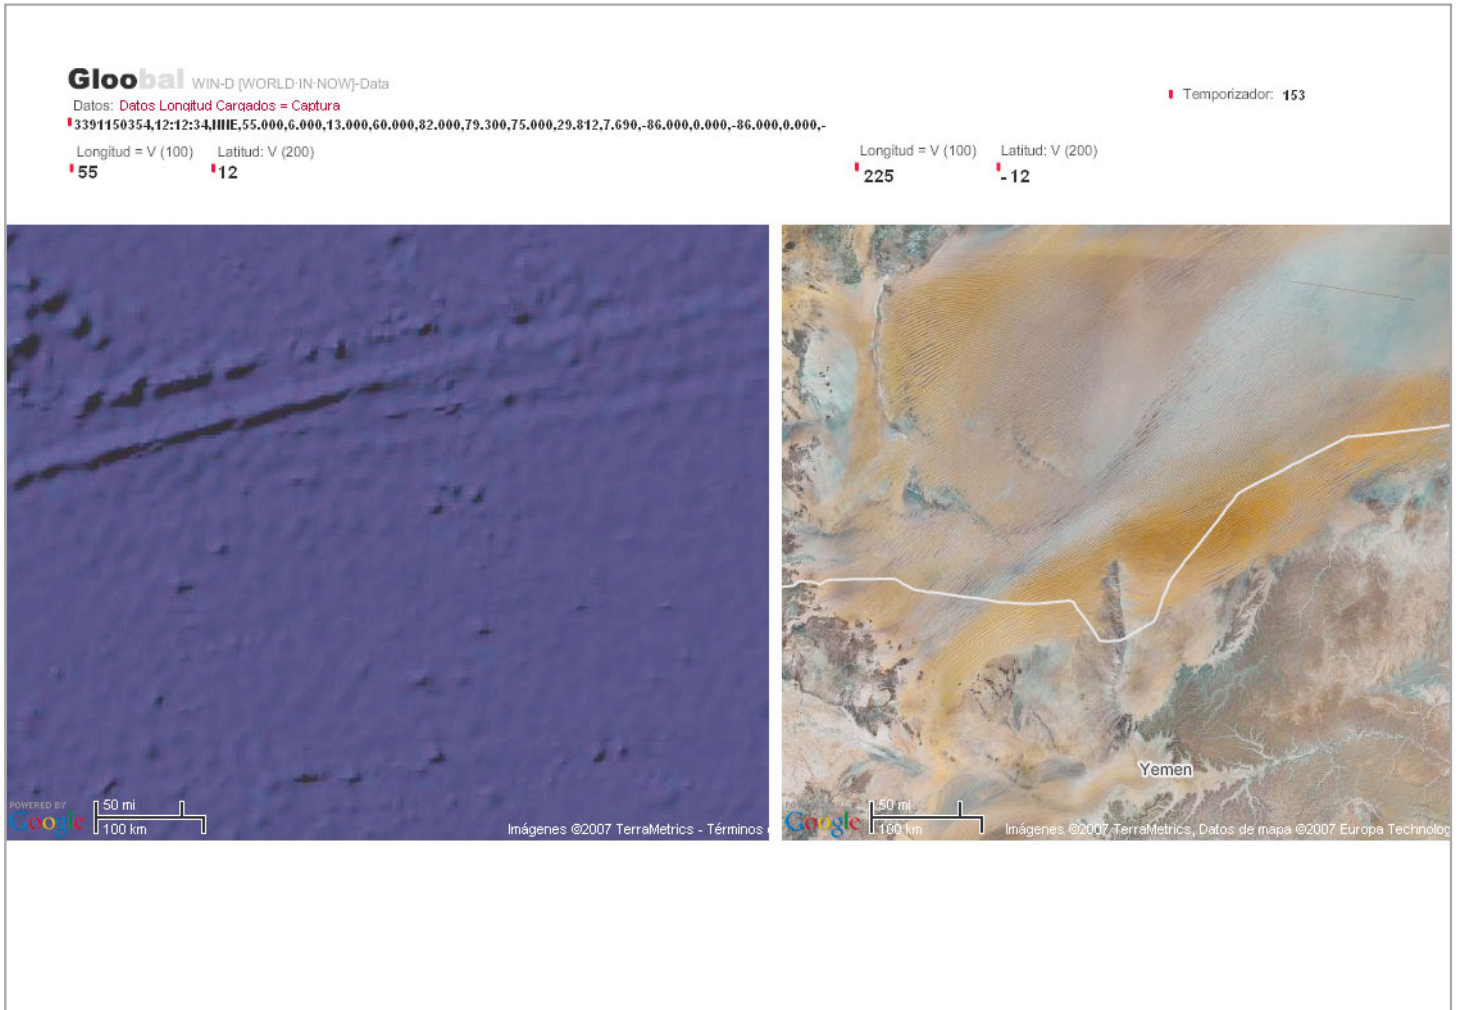 Gloobal WIN-D [WORLD·IN·NOW]-Data
Datos: Datos Longitud Cargados = Captura
3391150354,12:12:34,NNE,55.000,6.000,13.000,60.000,82.000,79.300,75.000,29.812,7.690,-86.000,0.000,-86.000,0.000,-
Temporizador: 153
Longitud = V (100) Latitud: V (200)
55 12
Longitud = V (100) Latitud: V (200)
225 - 12
POWERED BY
Google
50 mi
100 km
Imágenes ©2007 TerraMetrics - Términos
Yemen
Google
50 mi
100 km
Imágenes ©2007 TerraMetrics, Datos de mapa ©2007 Europa Technolog